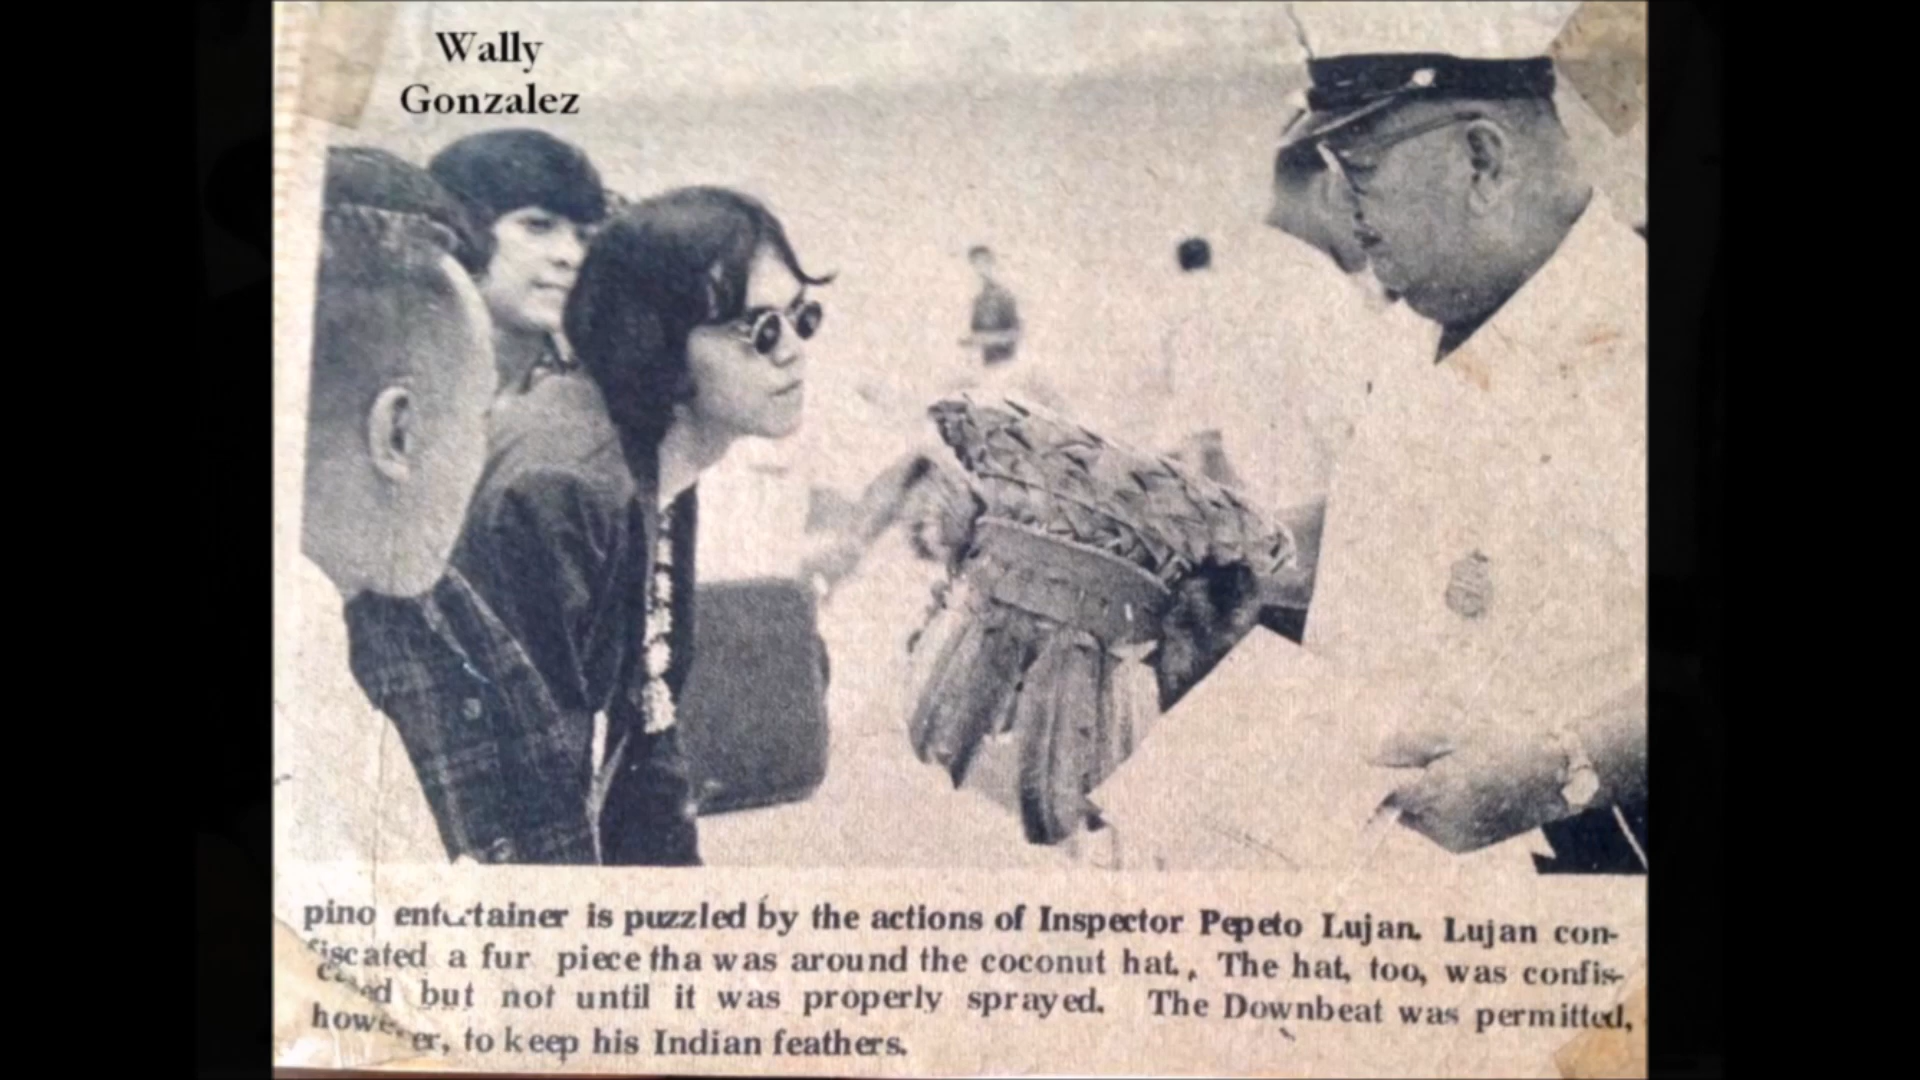 Wally
Gonzalez
pino entertainer is puzzled by the actions of Inspector Pepeto Lujan. Lujan con-
fiscated a fur piece tha was around the coconut hat., The hat, too, was confis-
cated but not until it was properly sprayed. The Downbeat was permitted,
however, to keep his Indian feathers.